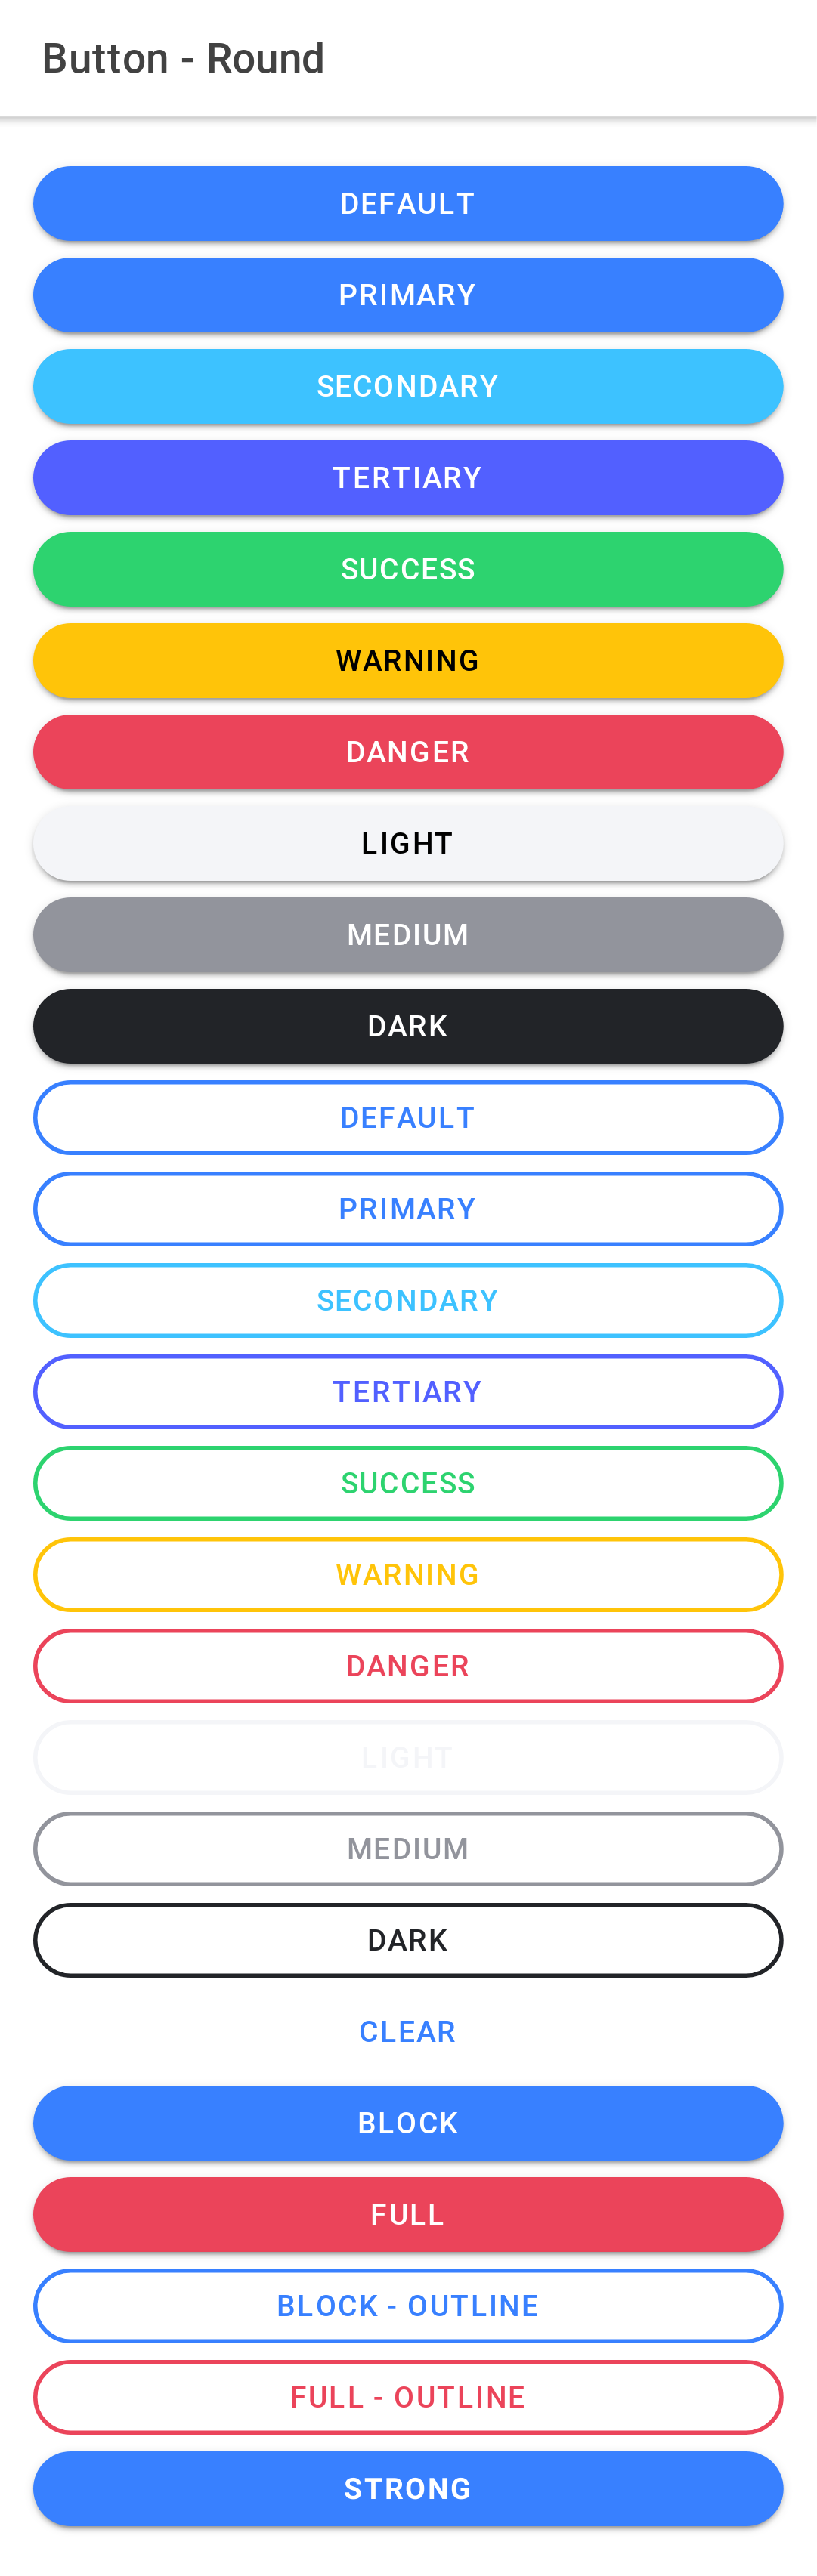 Button - Round
DEFAULT
PRIMARY
SECONDARY
TERTIARY
SUCCESS
WARNING
DANGER
LIGHT
MEDIUM
DARK
DEFAULT
PRIMARY
SECONDARY
TERTIARY
SUCCESS
WARNING
DANGER
LIGHT
MEDIUM
DARK
CLEAR
BLOCK
FULL
BLOCK - OUTLINE
FULL - OUTLINE
STRONG